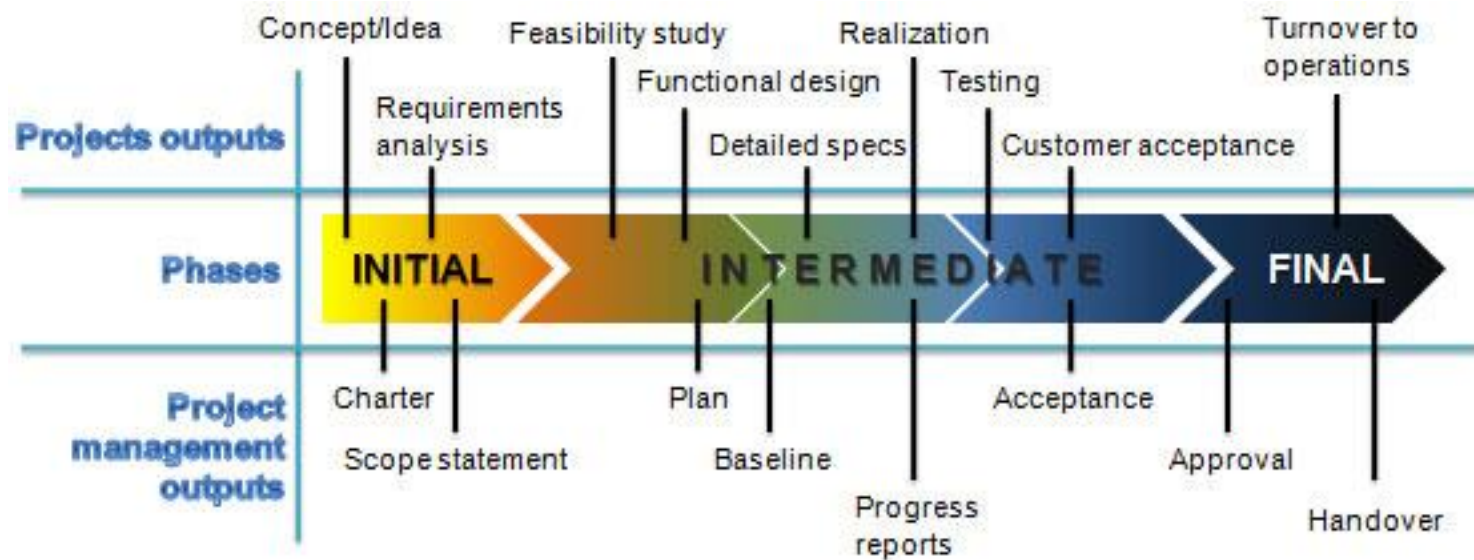 Concept/Idea
Feasibility study
Realization
Turnover to
operations
Requirements
analysis
Functional design
Testing
Projects outputs
Detailed specs
Customer acceptance
Phases
INITIAL
INTERMEDIATE
FINAL
Project
management
outputs
Charter
Plan
Acceptance
Scope statement
Baseline
Approval
Progress
reports
Handover